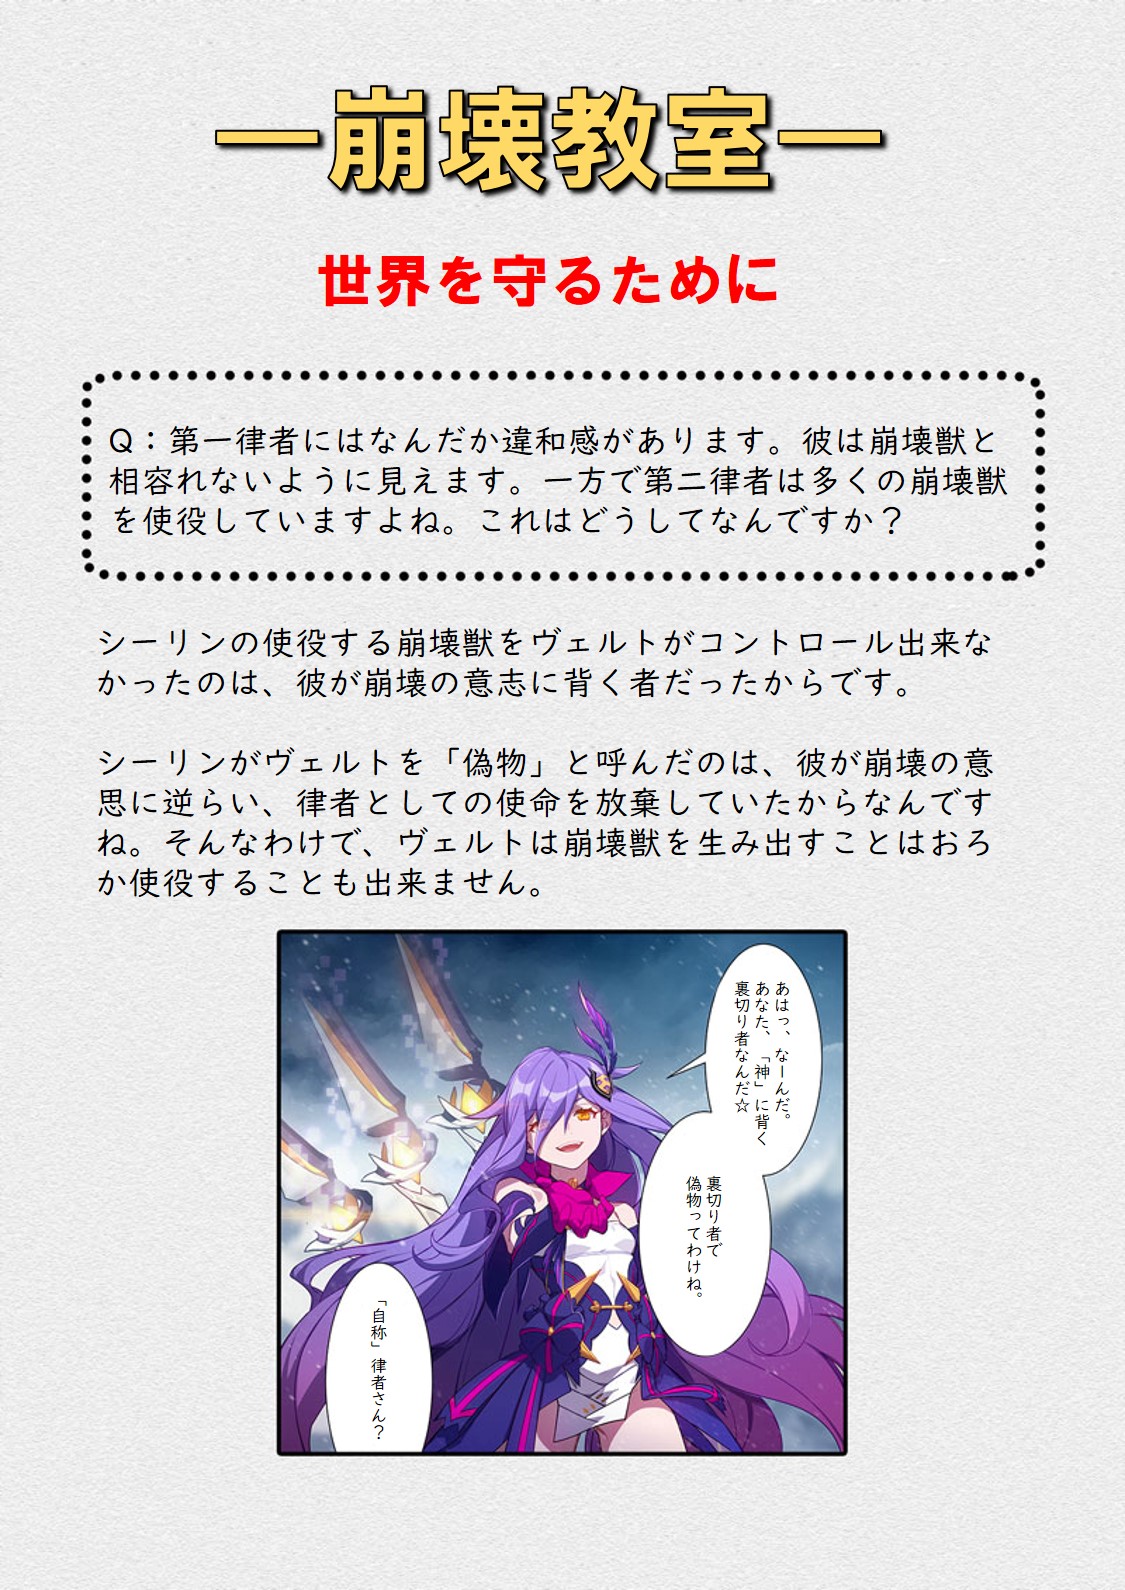 ―崩壊教室―
世界を守るために
Q：第一律者にはなんだか違和感があります。彼は崩壊獣と
相容れないように見えます。一方で第二律者は多くの崩壊獣
を使役していますよね。これはどうしてなんですか？
シーリンの使役する崩壊獣をヴェルトがコントロール出来な
かったのは、彼が崩壊の意志に背く者だったからです。
シーリンがヴェルトを「偽物」と呼んだのは、彼が崩壊の意
思に逆らい、律者としての使命を放棄していたからなんです
ね。そんなわけで、ヴェルトは崩壊獣を生み出すことはおろ
か使役することも出来ません。
あはっ、なーんだ。
あなた、「神」に背く
裏切り者なんだ☆
裏切り者で
偽物ってわけね。
「自称」律者さん？